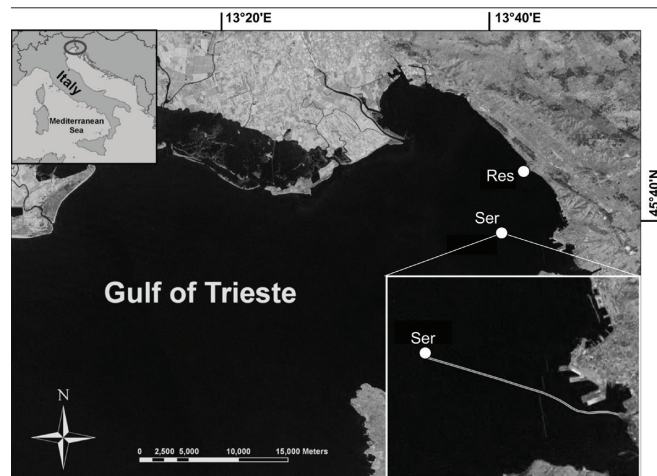 13°20'E
13°40'E
Italy
Mediterranean
Sea
Res
45°40'N
Ser
Gulf of Trieste
Ser
N
0 2,500 5,000 10,000 15,000 Meters